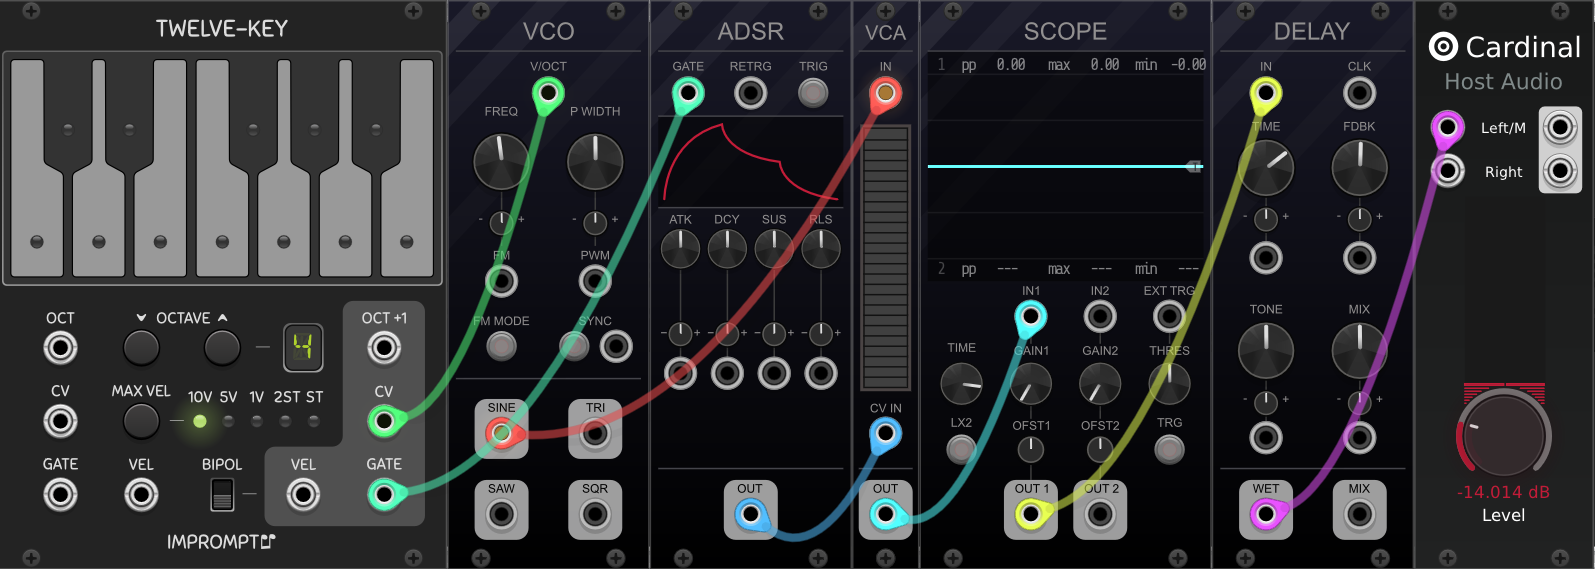 TWELVE-KEY
OCT
OCTAVE
4
OCT +1
CV
MAX VEL
10V 5V 1V 2ST ST
CV
GATE
VEL
BIPOL
VEL
GATE
IMPROMPTU
VCO
V/OCT
FREQ
P WIDTH
- +
- +
FM
PWM
FM MODE
SYNC
SINE
TRI
SAW
SQR
ADSR
GATE
RETRG
TRIG
ATK
DCY
SUS
RLS
- + - + - + - +
OUT
VCA
IN
CV IN
OUT
SCOPE
1 pp 0.00 max 0.00 min -0.00
2 pp --- max --- min ---
IN1
IN2
EXT TRG
TIME
GAIN1
GAIN2
THRES
LX2
OFST1
OFST2
TRG
OUT 1
OUT 2
DELAY
IN
CLK
TIME
FDBK
- +
- +
TONE
MIX
- +
- +
WET
MIX
Cardinal
Host Audio
Left/M
Right
-14.014 dB
Level